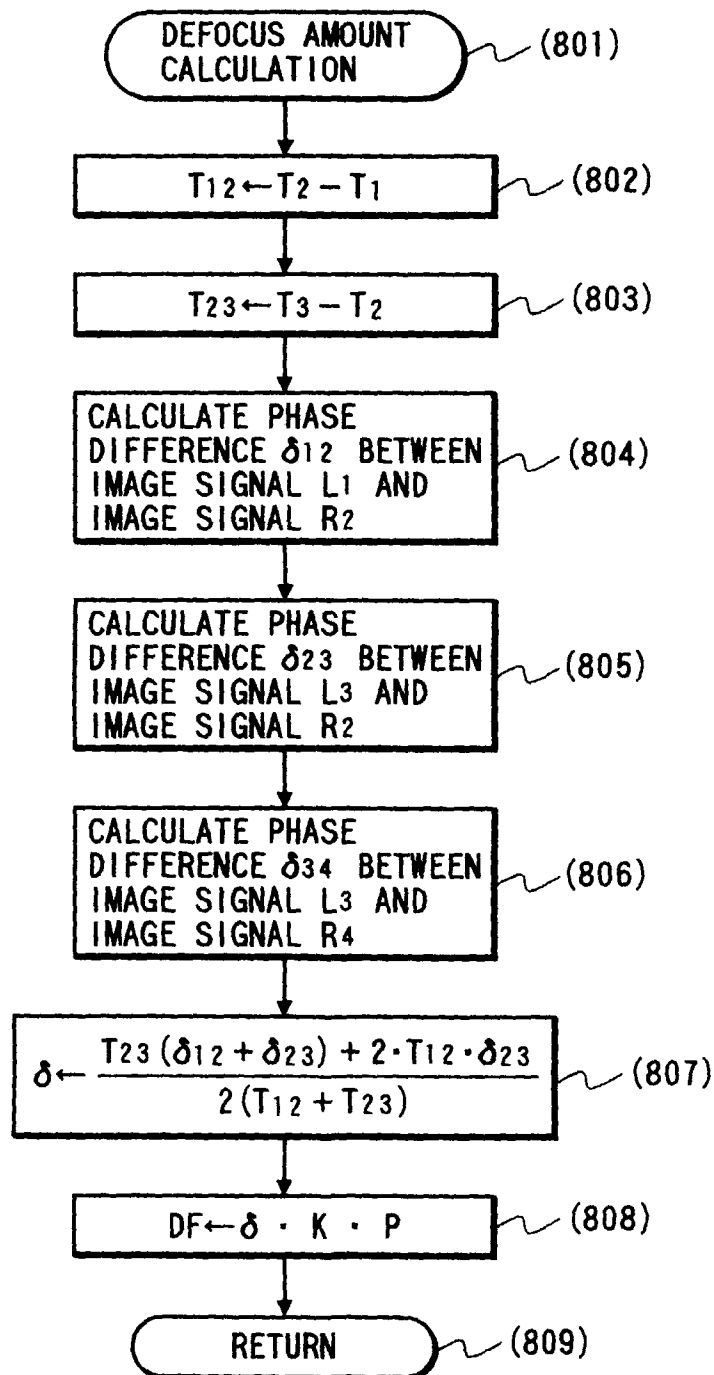 DEFOCUS AMOUNT
CALCULATION
(801)
T12←T2 − T1
(802)
T23←T3 − T2
(803)
CALCULATE PHASE
DIFFERENCE δ12 BETWEEN
IMAGE SIGNAL L1 AND
IMAGE SIGNAL R2
(804)
CALCULATE PHASE
DIFFERENCE δ23 BETWEEN
IMAGE SIGNAL L3 AND
IMAGE SIGNAL R2
(805)
CALCULATE PHASE
DIFFERENCE δ34 BETWEEN
IMAGE SIGNAL L3 AND
IMAGE SIGNAL R4
(806)
T23 (δ12 + δ23) + 2 · T12 · δ23
δ←
2 (T12 + T23)
(807)
DF←δ · K · P
(808)
RETURN
(809)